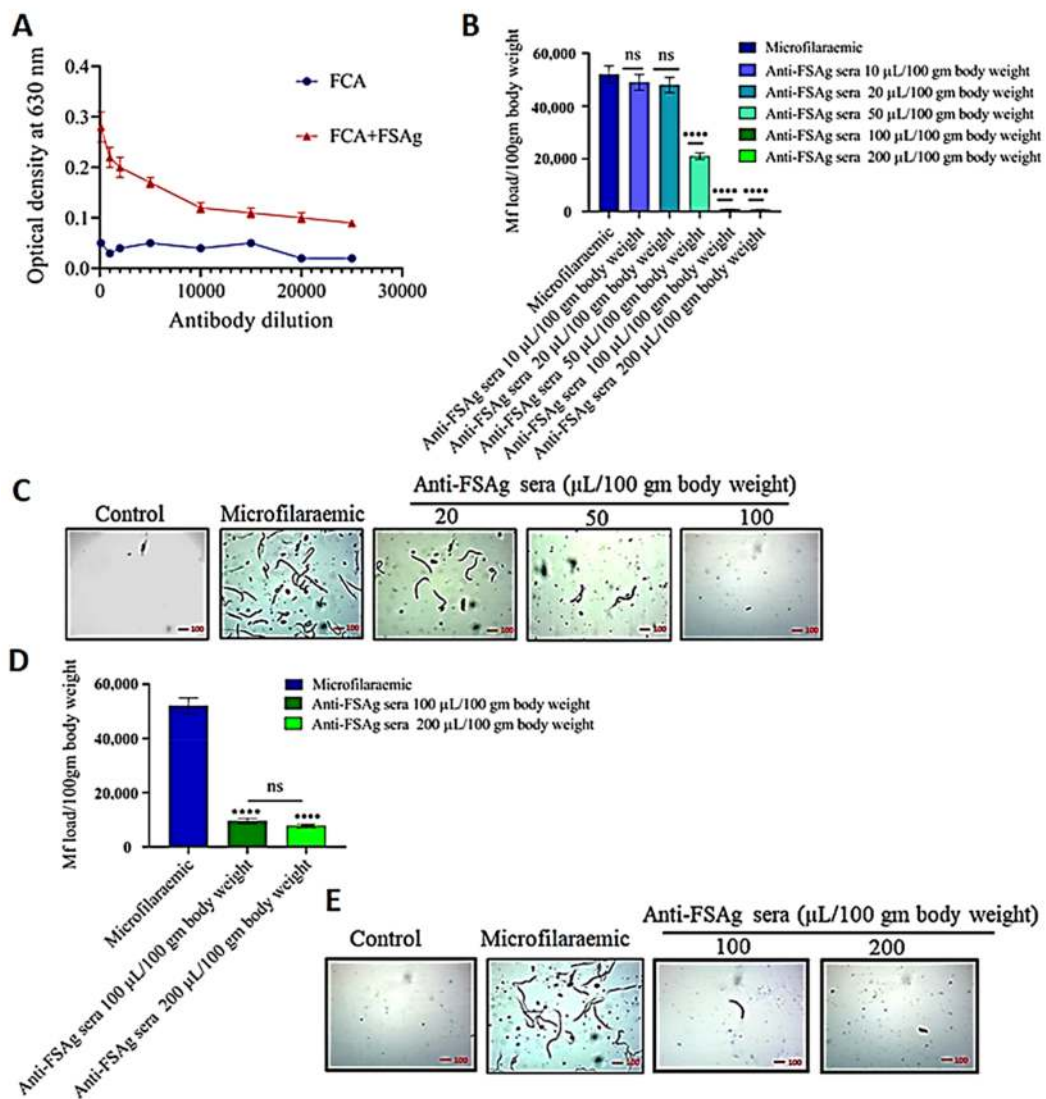 A
Optical density at 630 nm
0.4
0.3
0.2
0.1
0.0
0
10000
20000
30000
Antibody dilution
FCA
FCA+FSAg
B
Mf load/100gm body weight
60,000
40,000
20,000
0
ns
ns
****
****
****
Microfilaraemic
Anti-FSAg sera 10 µL/100 gm body weight
Anti-FSAg sera 20 µL/100 gm body weight
Anti-FSAg sera 50 µL/100 gm body weight
Anti-FSAg sera 100 µL/100 gm body weight
Anti-FSAg sera 200 µL/100 gm body weight
Microfilaraemic
Anti-FSAg sera 10 µL/100 gm body weight
Anti-FSAg sera 20 µL/100 gm body weight
Anti-FSAg sera 50 µL/100 gm body weight
Anti-FSAg sera 100 µL/100 gm body weight
Anti-FSAg sera 200 µL/100 gm body weight
C
Anti-FSAg sera (µL/100 gm body weight)
Control
Microfilaraemic
20
50
100
100
100
100
100
100
D
Mf load/100gm body weight
60,000
40,000
20,000
0
ns
****
****
Microfilaraemic
Anti-FSAg sera 100 µL/100 gm body weight
Anti-FSAg sera 200 µL/100 gm body weight
Microfilaraemic
Anti-FSAg sera 100 µL/100 gm body weight
Anti-FSAg sera 200 µL/100 gm body weight
E
Anti-FSAg sera (µL/100 gm body weight)
Control
Microfilaraemic
100
200
100
100
100
100